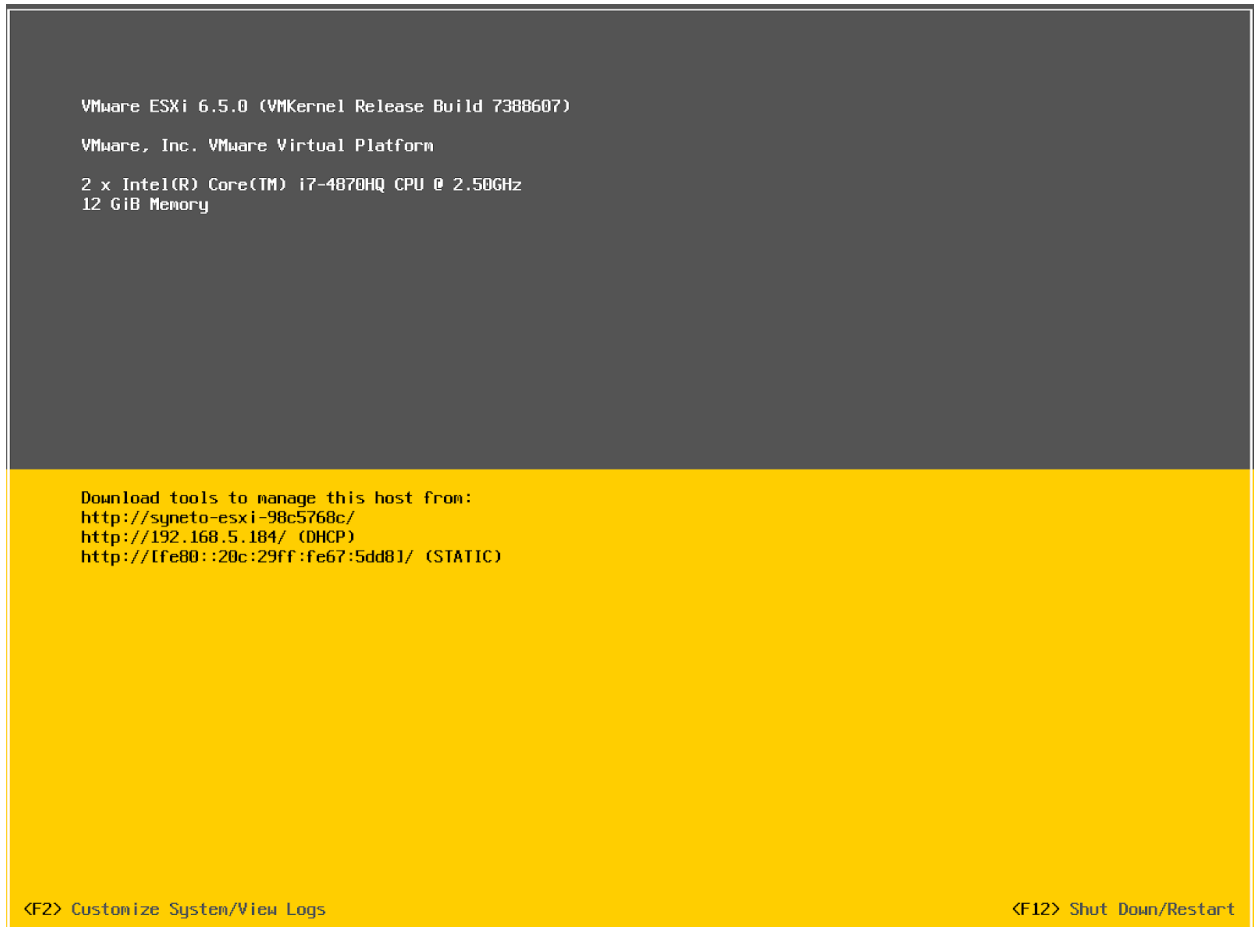 VMware ESXi 6.5.0 (VMKernel Release Build 7388607)
VMware, Inc. VMware Virtual Platform
2 x Intel(R) Core(TM) i7-4870HQ CPU @ 2.50GHz
12 GiB Memory
Download tools to manage this host from:
http://syneto-esxi-98c5768c/
http://192.168.5.184/ (DHCP)
http://[fe80::20c:29ff:fe67:5dd8]/ (STATIC)
<F2> Customize System/View Logs
<F12> Shut Down/Restart